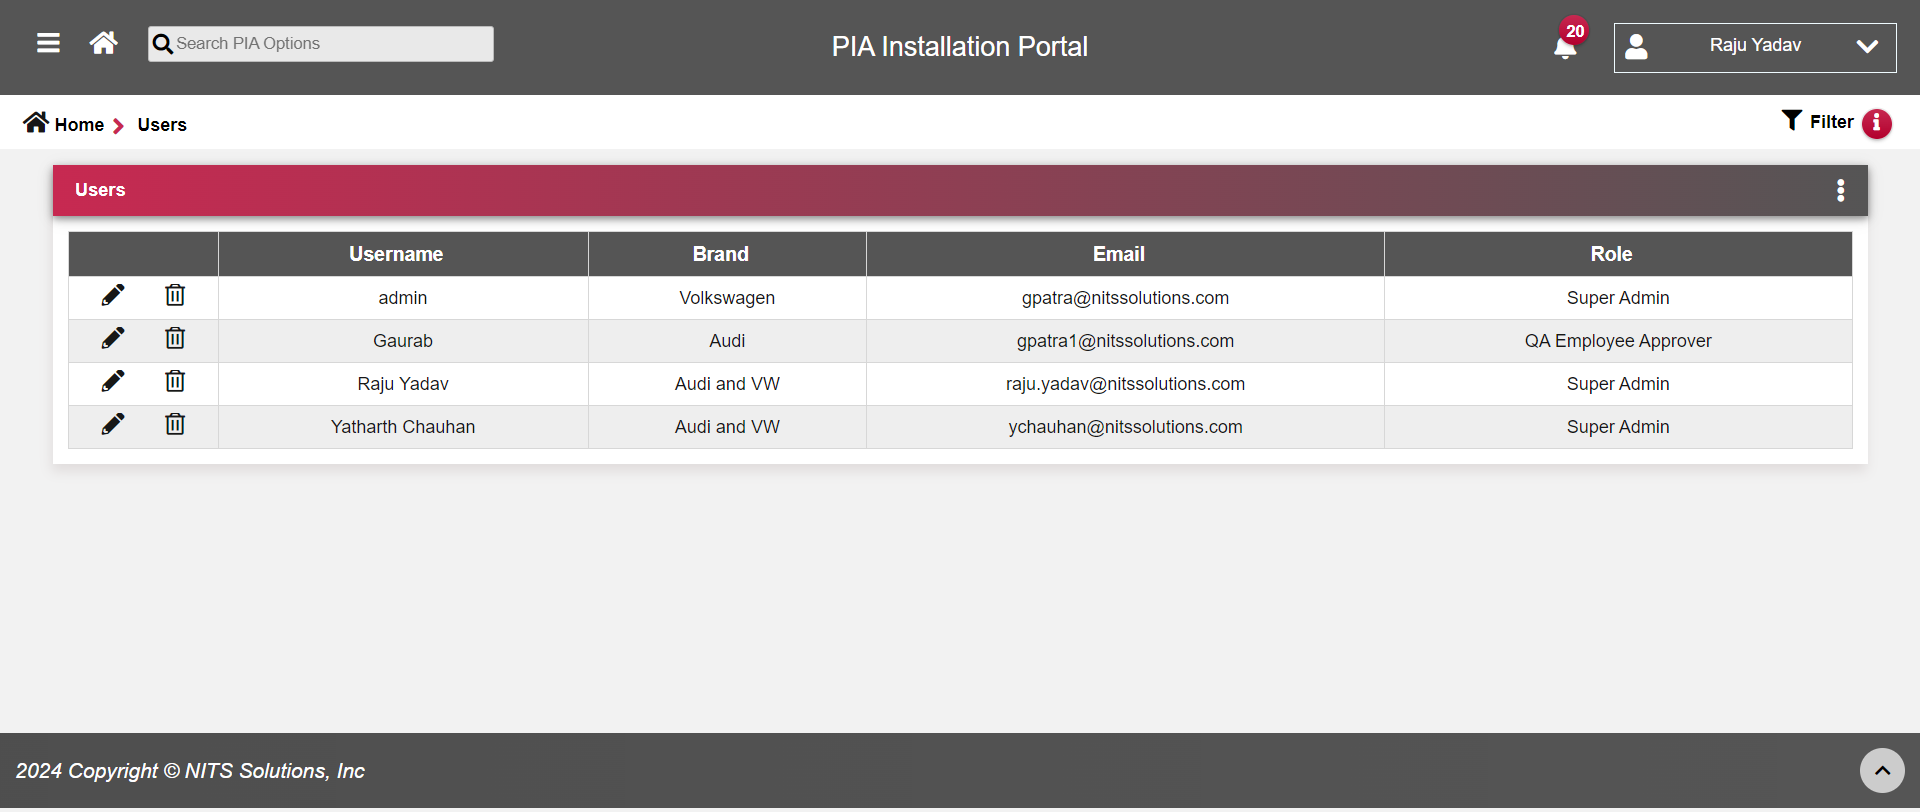 Search PIA Options
PIA Installation Portal
20
Raju Yadav
Home Users
Filter
Users
Username Brand Email Role
admin Volkswagen gpatra@nitssolutions.com Super Admin
Gaurab Audi gpatra1@nitssolutions.com QA Employee Approver
Raju Yadav Audi and VW raju.yadav@nitssolutions.com Super Admin
Yatharth Chauhan Audi and VW ychauhan@nitssolutions.com Super Admin
2024 Copyright © NITS Solutions, Inc